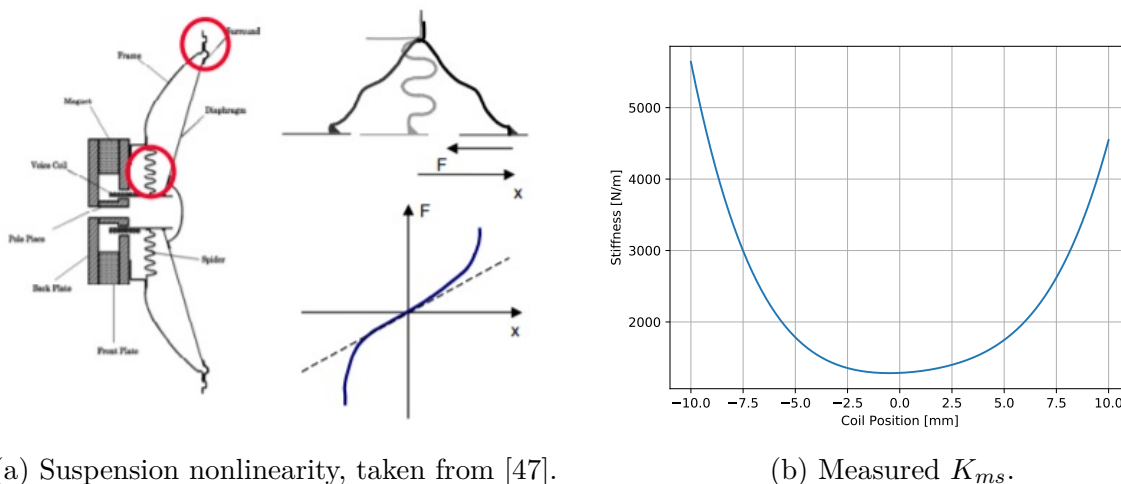 Surround
Frame
Magnet
Diaphragm
Voice Coil
Pole Piece
Spider
Back Plate
Front Plate
F
x
F
x
5000
4000
3000
2000
Stiffness [N/m]
−10.0 −7.5 −5.0 −2.5 0.0 2.5 5.0 7.5 10.0
Coil Position [mm]
a) Suspension nonlinearity, taken from [47].
(b) Measured Kms.